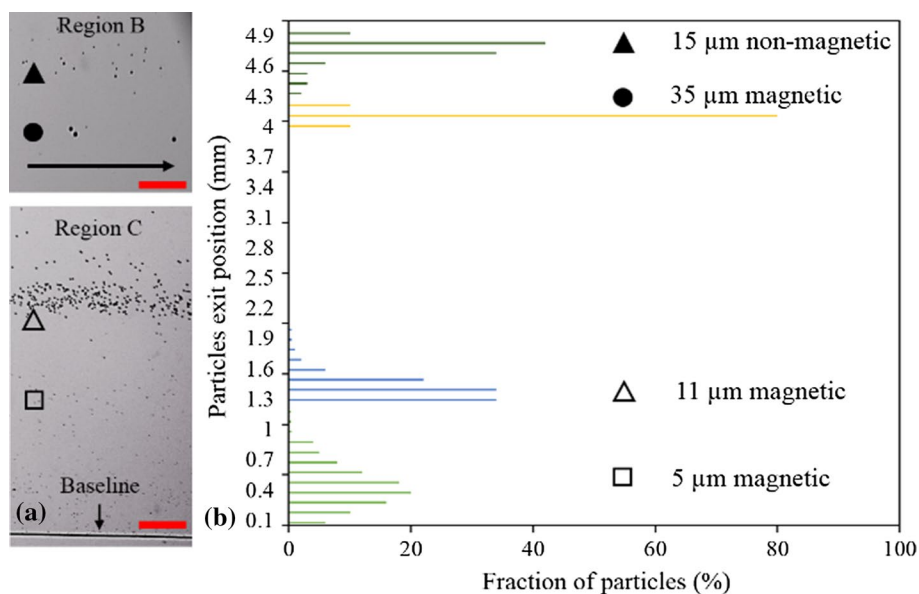 Region B
Region C
Baseline
(a)
(b)
Particles exit position (mm)
4.9
4.6
4.3
4
3.7
3.4
3.1
2.8
2.5
2.2
1.9
1.6
1.3
1
0.7
0.4
0.1
15 µm non-magnetic
35 µm magnetic
11 µm magnetic
5 µm magnetic
0 20 40 60 80 100
Fraction of particles (%)